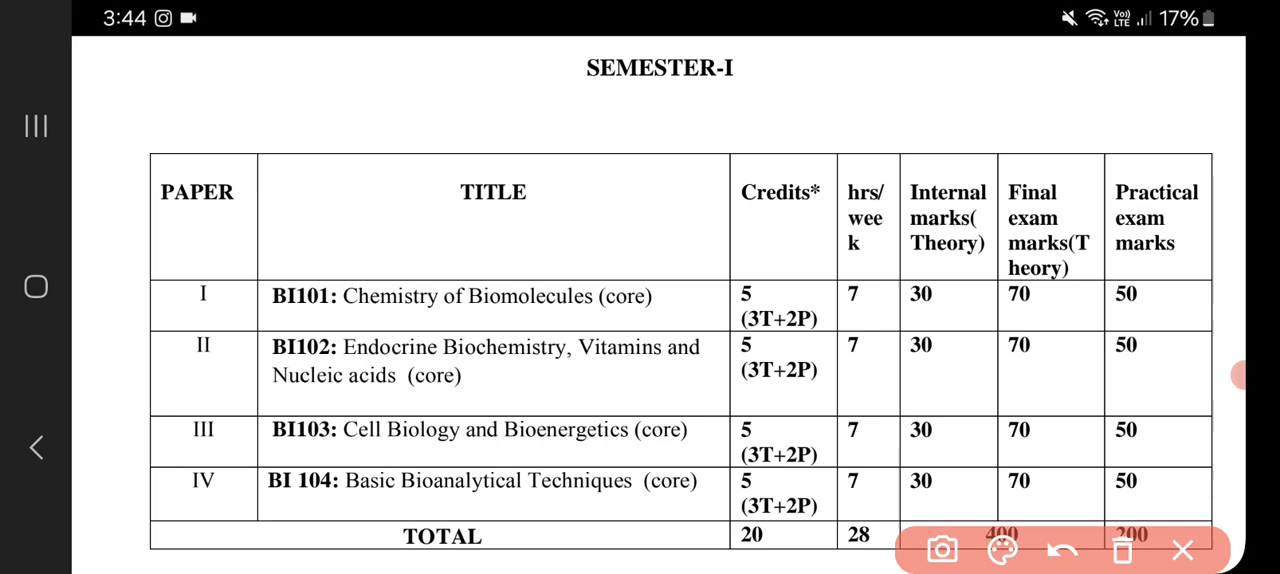 3:44
Vo)) LTE 17%
SEMESTER-I
PAPER TITLE Credits* hrs/ Internal Final Practical
wee marks( exam exam
k Theory) marks(T marks
heory)
I BI101: Chemistry of Biomolecules (core) 5 7 30 70 50
(3T+2P)
II BI102: Endocrine Biochemistry, Vitamins and 5 7 30 70 50
Nucleic acids (core) (3T+2P)
III BI103: Cell Biology and Bioenergetics (core) 5 7 30 70 50
(3T+2P)
IV BI 104: Basic Bioanalytical Techniques (core) 5 7 30 70 50
(3T+2P)
TOTAL 20 28 400 200